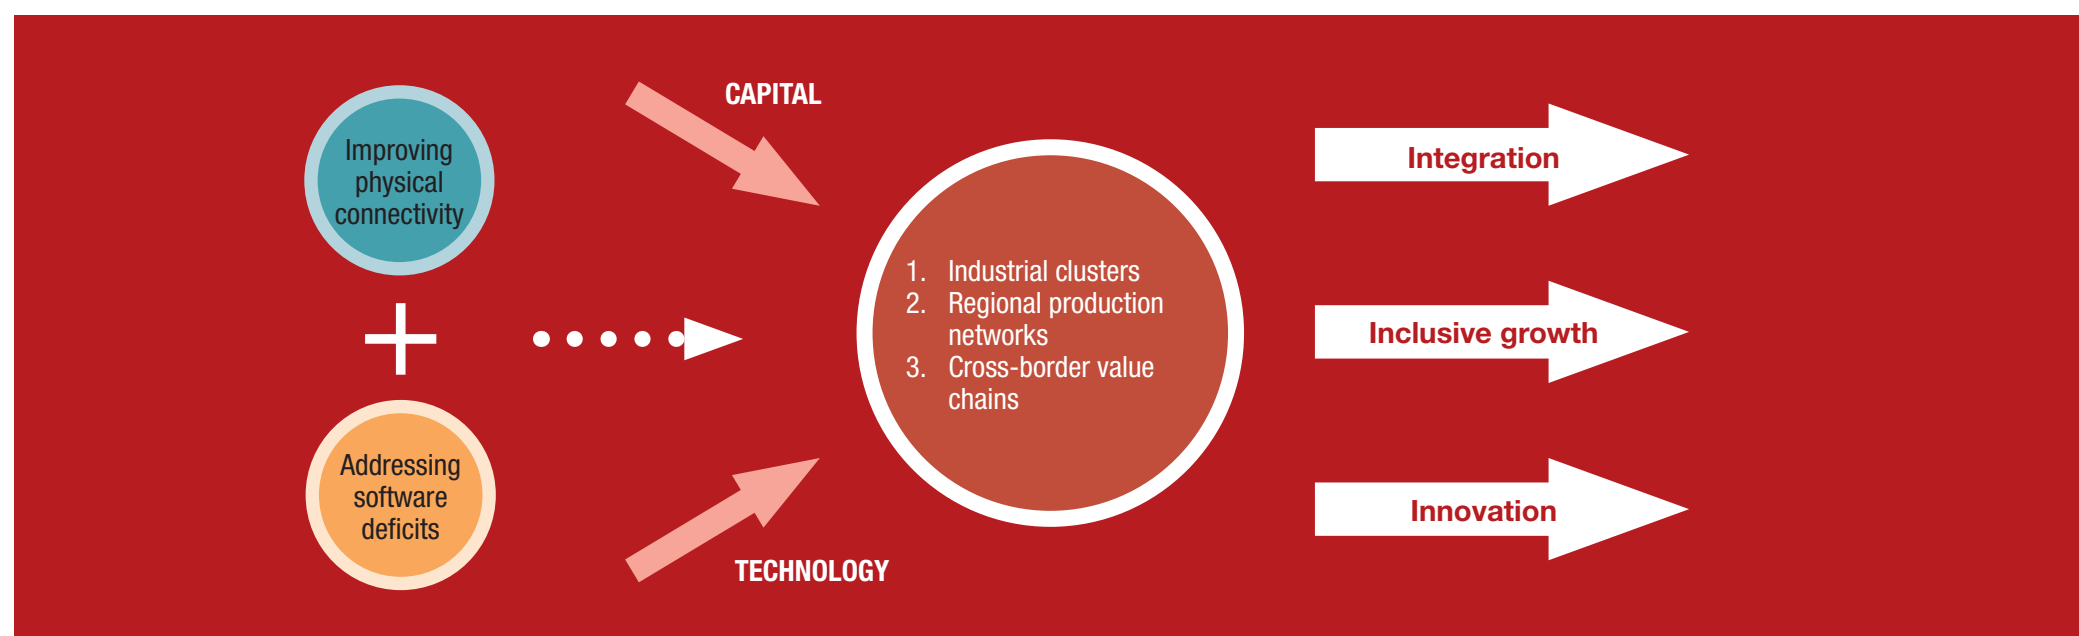 Improving
physical
connectivity
Addressing
software
deficits
CAPITAL
TECHNOLOGY
1. Industrial clusters
2. Regional production
networks
3. Cross-border value
chains
Integration
Inclusive growth
Innovation